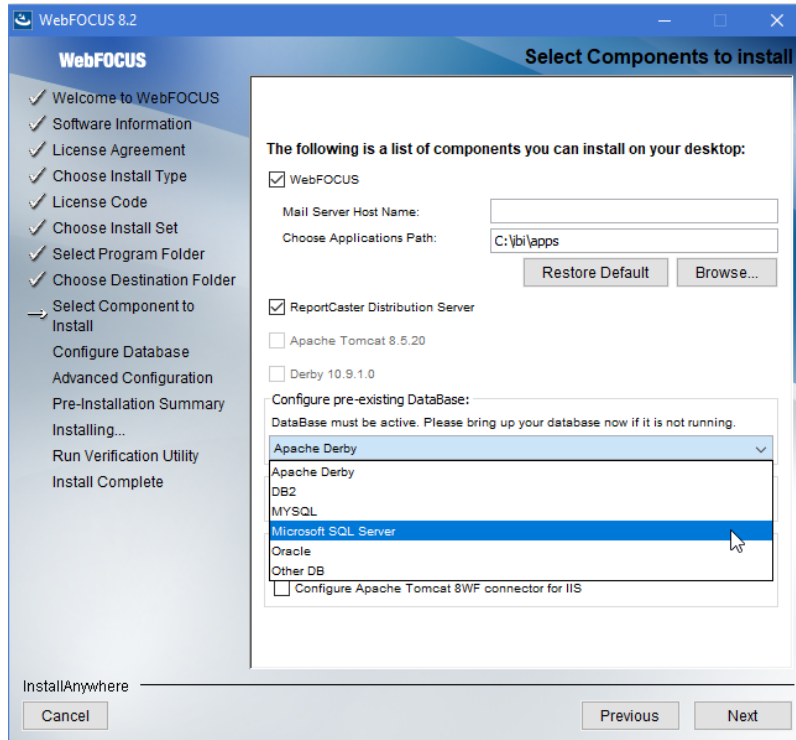 WebFOCUS 8.2
WebFOCUS
Select Components to install
Welcome to WebFOCUS
Software Information
License Agreement
Choose Install Type
License Code
Choose Install Set
Select Program Folder
Choose Destination Folder
Select Component to
Install
Configure Database
Advanced Configuration
Pre-Installation Summary
Installing...
Run Verification Utility
Install Complete
The following is a list of components you can install on your desktop:
WebFOCUS
Mail Server Host Name:
Choose Applications Path:
C:\ibi\apps
Restore Default
Browse...
ReportCaster Distribution Server
Apache Tomcat 8.5.20
Derby 10.9.1.0
Configure pre-existing DataBase:
DataBase must be active. Please bring up your database now if it is not running.
Apache Derby
Apache Derby
DB2
MYSQL
Microsoft SQL Server
Oracle
Other DB
Configure Apache Tomcat 8WF connector for IIS
InstallAnywhere
Cancel
Previous
Next